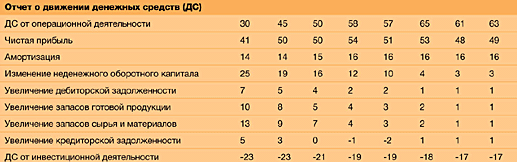 Отчет о движении денежных средств (ДС)
ДС от операционной деятельности 30 45 50 58 57 65 61 63
Чистая прибыль 41 50 50 54 51 53 48 49
Амортизация 14 14 15 16 16 16 16 16
Изменение неденежного оборотного капитала 25 19 16 12 10 4 3 3
Увеличение дебиторской задолженности 7 5 4 2 2 1 1 1
Увеличение запасов готовой продукции 10 8 5 4 3 2 1 1
Увеличение запасов сырья и материалов 13 9 7 4 3 2 1 1
Увеличение кредиторской задолженности 5 3 0 -1 -2 1 1 1
ДС от инвестиционной деятельности -23 -23 -21 -19 -19 -18 -17 -17